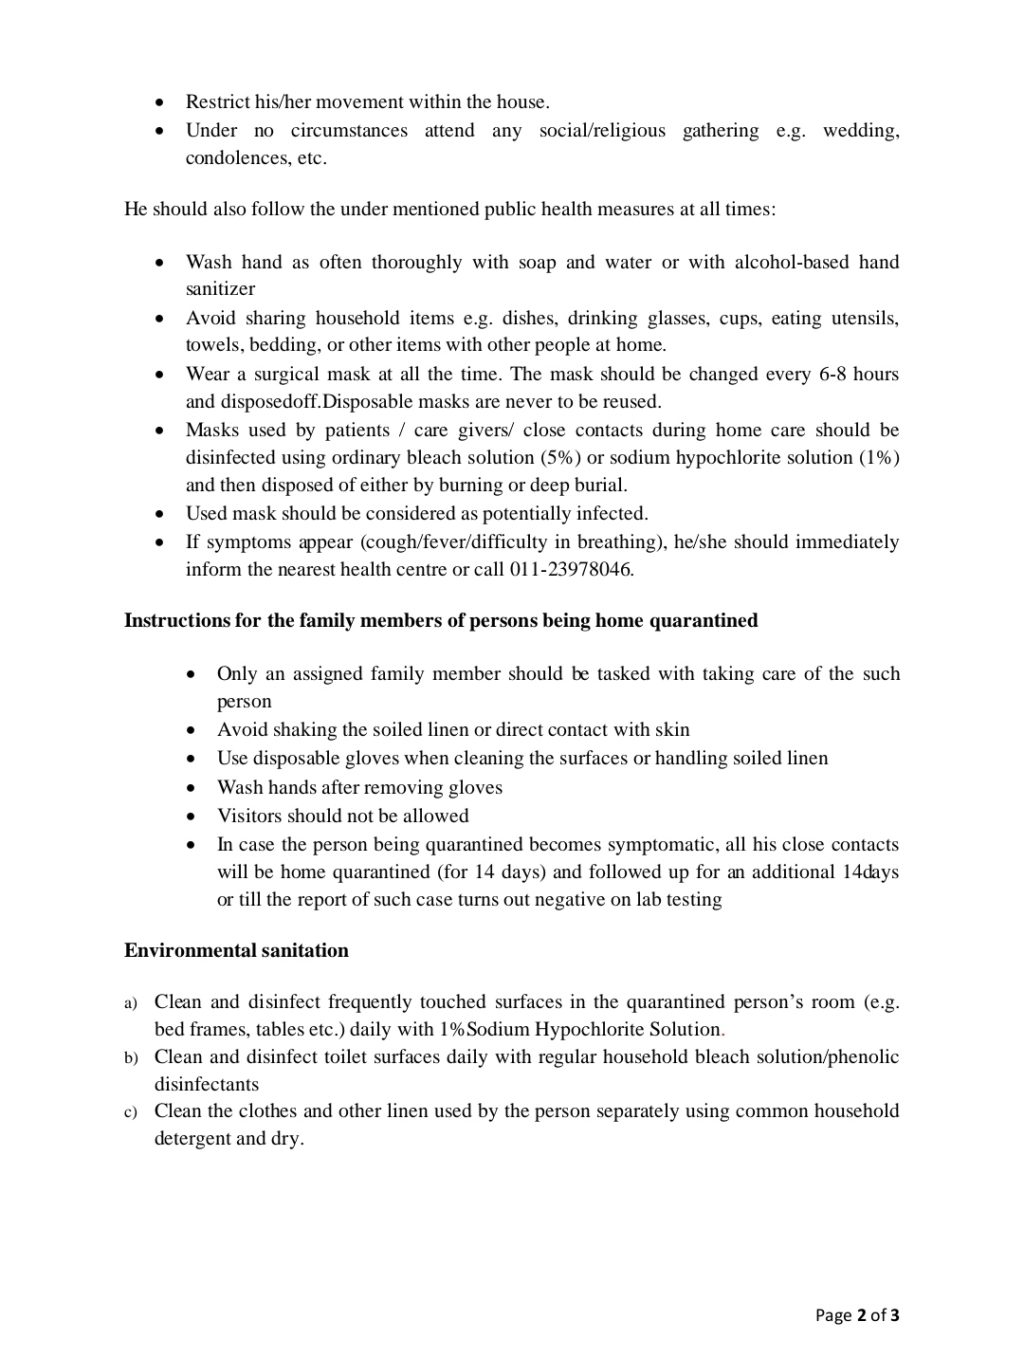 • Restrict his/her movement within the house.
• Under no circumstances attend any social/religious gathering e.g. wedding,
condolences, etc.
He should also follow the under mentioned public health measures at all times:
• Wash hand as often thoroughly with soap and water or with alcohol-based hand
sanitizer
• Avoid sharing household items e.g. dishes, drinking glasses, cups, eating utensils,
towels, bedding, or other items with other people at home.
• Wear a surgical mask at all the time. The mask should be changed every 6-8 hours
and disposedoff.Disposable masks are never to be reused.
• Masks used by patients / care givers/ close contacts during home care should be
disinfected using ordinary bleach solution (5%) or sodium hypochlorite solution (1%)
and then disposed of either by burning or deep burial.
• Used mask should be considered as potentially infected.
• If symptoms appear (cough/fever/difficulty in breathing), he/she should immediately
inform the nearest health centre or call 011-23978046.
Instructions for the family members of persons being home quarantined
• Only an assigned family member should be tasked with taking care of the such
person
• Avoid shaking the soiled linen or direct contact with skin
• Use disposable gloves when cleaning the surfaces or handling soiled linen
• Wash hands after removing gloves
• Visitors should not be allowed
• In case the person being quarantined becomes symptomatic, all his close contacts
will be home quarantined (for 14 days) and followed up for an additional 14days
or till the report of such case turns out negative on lab testing
Environmental sanitation
a) Clean and disinfect frequently touched surfaces in the quarantined person’s room (e.g.
bed frames, tables etc.) daily with 1%Sodium Hypochlorite Solution.
b) Clean and disinfect toilet surfaces daily with regular household bleach solution/phenolic
disinfectants
c) Clean the clothes and other linen used by the person separately using common household
detergent and dry.
Page 2 of 3